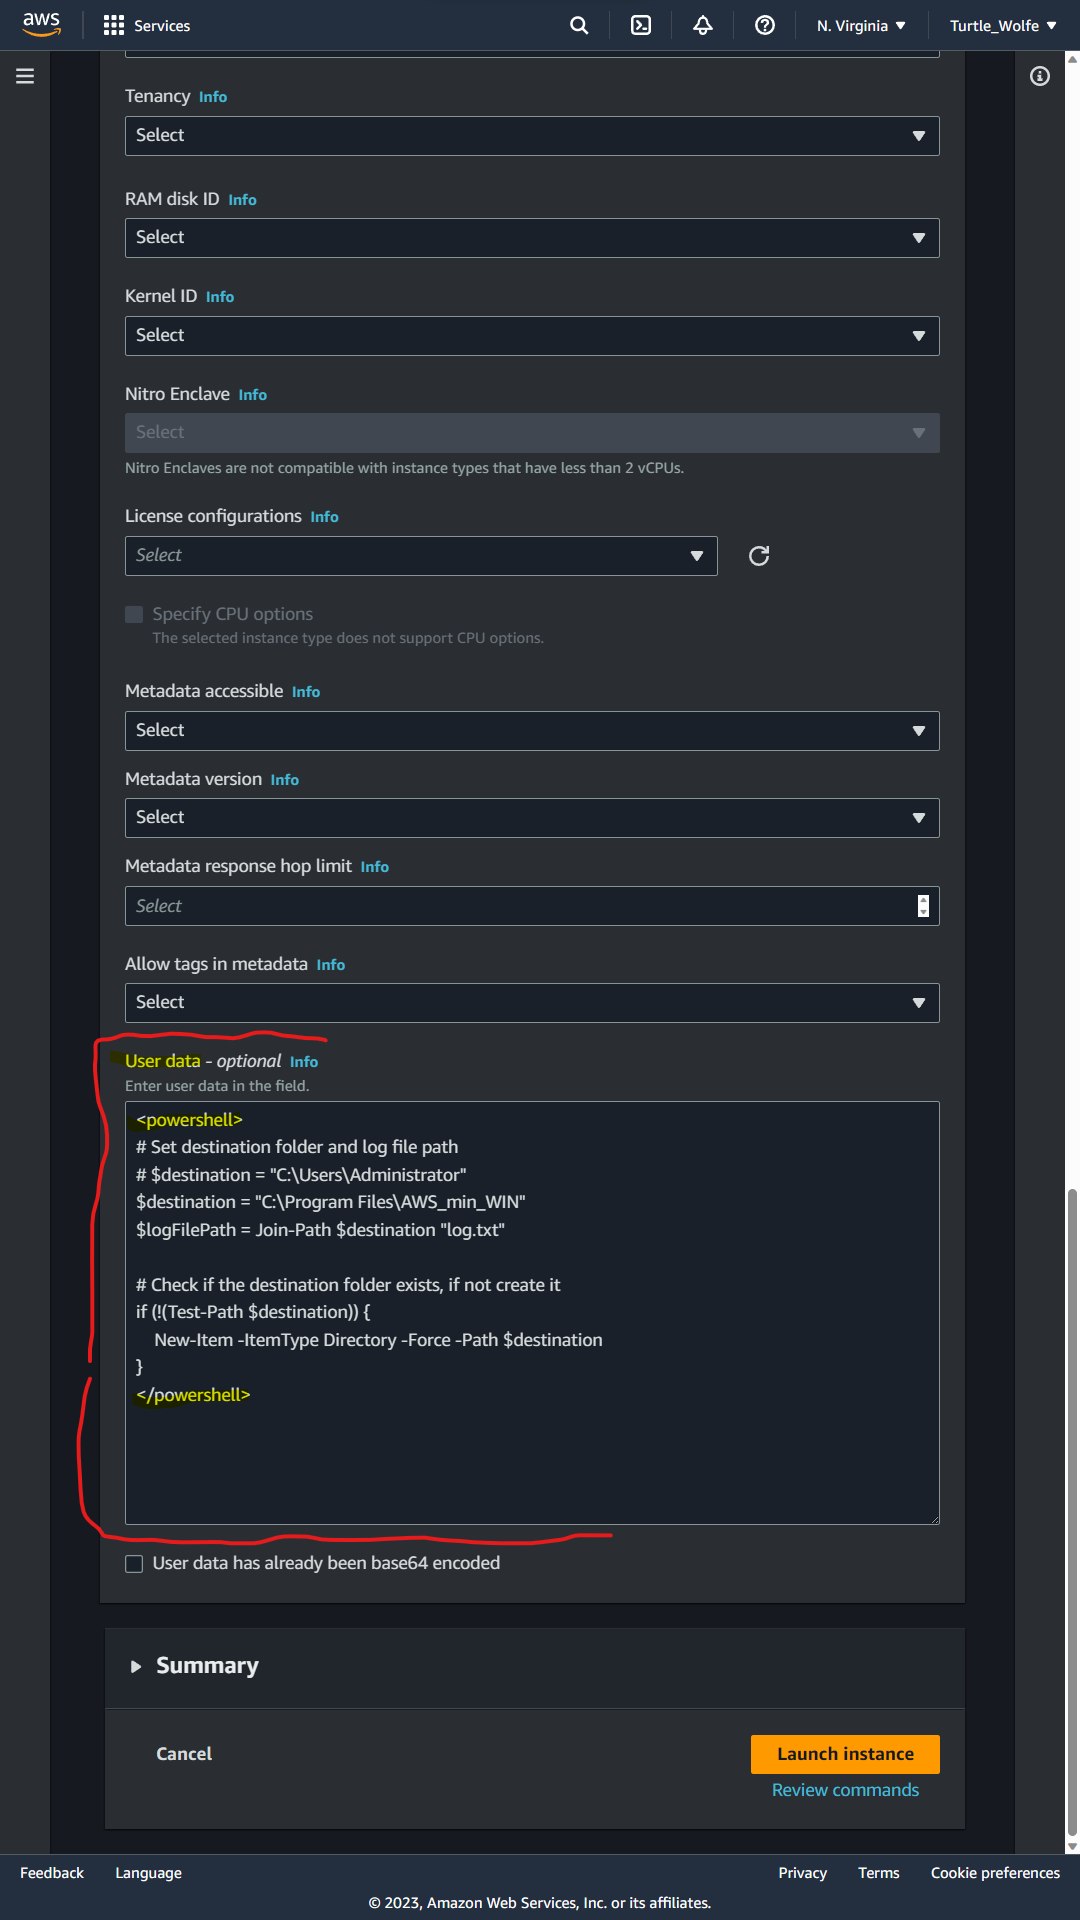 aws
Services
N. Virginia
Turtle_Wolfe
Tenancy Info
Select
RAM disk ID Info
Select
Kernel ID Info
Select
Nitro Enclave Info
Select
Nitro Enclaves are not compatible with instance types that have less than 2 vCPUs.
License configurations Info
Select
Specify CPU options
The selected instance type does not support CPU options.
Metadata accessible Info
Select
Metadata version Info
Select
Metadata response hop limit Info
Select
Allow tags in metadata Info
Select
User data - optional Info
Enter user data in the field.
<powershell>
# Set destination folder and log file path
# $destination = "C:\Users\Administrator"
$destination = "C:\Program Files\AWS_min_WIN"
$logFilePath = Join-Path $destination "log.txt"

# Check if the destination folder exists, if not create it
if (!(Test-Path $destination)) {
    New-Item -ItemType Directory -Force -Path $destination
}
</powershell>
User data has already been base64 encoded
Summary
Cancel
Launch instance
Review commands
Feedback
Language
Privacy
Terms
Cookie preferences
© 2023, Amazon Web Services, Inc. or its affiliates.